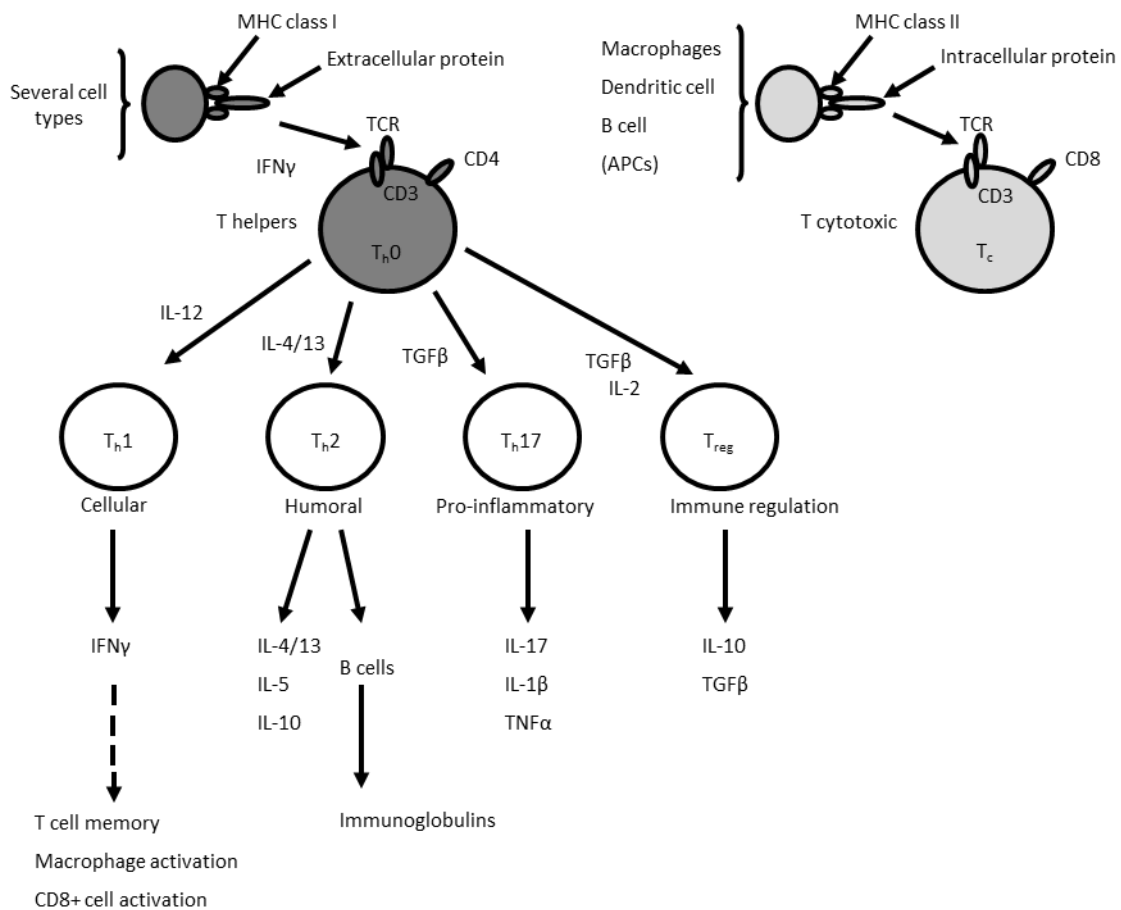 MHC class I
Extracellular protein
Several cell
types
TCR
IFNγ
CD4
CD3
T helpers
Th0
MHC class II
Macrophages
Intracellular protein
Dendritic cell
B cell
(APCs)
TCR
CD8
CD3
T cytotoxic
Tc
IL-12
IL-4/13
TGFβ
TGFβ
IL-2
Th1
Th2
Th17
Treg
Cellular
Humoral
Pro-inflammatory
Immune regulation
IFNγ
IL-4/13
IL-5
IL-10
B cells
IL-17
IL-1β
TNFα
IL-10
TGFβ
T cell memory
Macrophage activation
CD8+ cell activation
Immunoglobulins